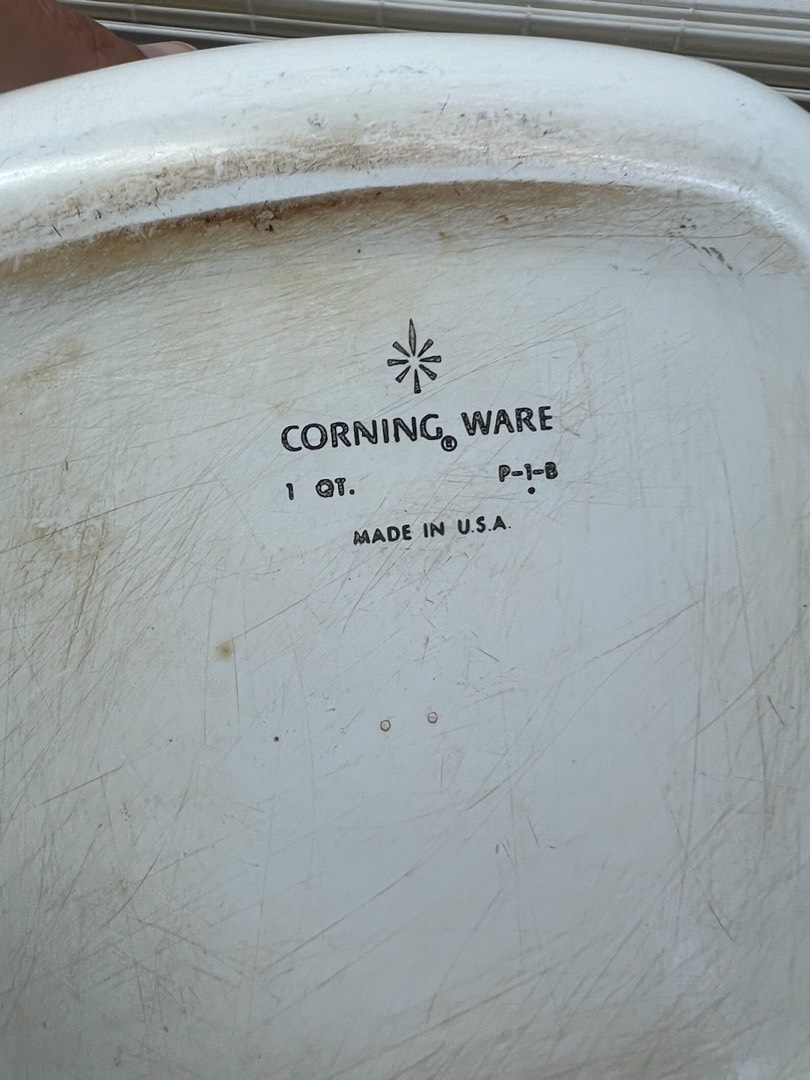 CORNING® WARE
1 QT. P-1-B
MADE IN U.S.A.